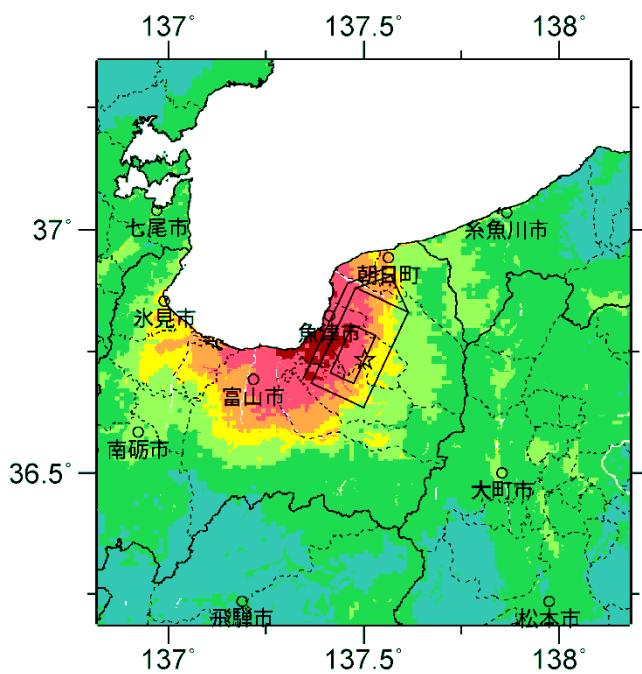 137° 137.5° 138°
37°
36.5°
七尾市
糸魚川市
朝日町
氷見市
魚津市
富山市
南砺市
大町市
飛騨市
松本市
137° 137.5° 138°